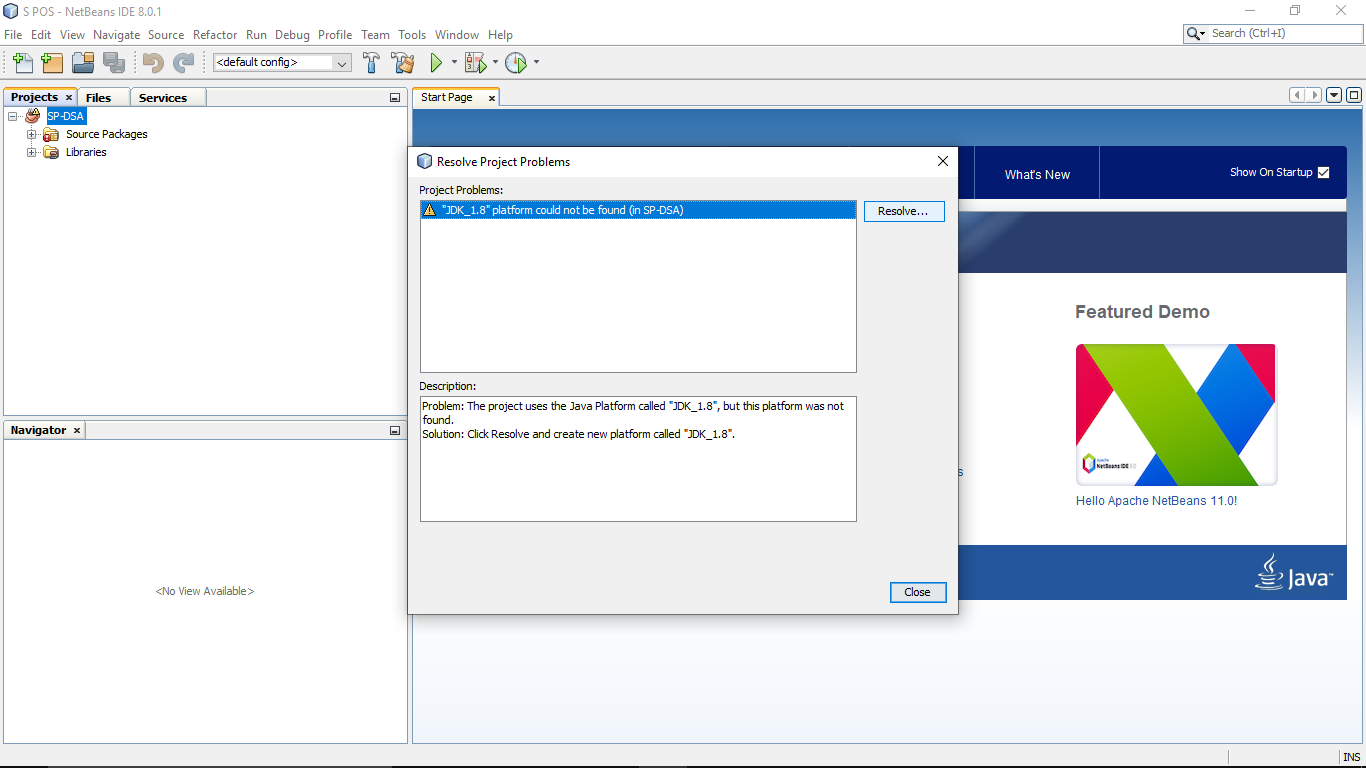 S POS - NetBeans IDE 8.0.1
File Edit View Navigate Source Refactor Run Debug Profile Team Tools Window Help
Search (Ctrl+I)
<default config>
Projects Files Services
Start Page
SP-DSA
Source Packages
Libraries
What's New
Show On Startup
Resolve Project Problems
Project Problems:
"JDK_1.8" platform could not be found (in SP-DSA)
Resolve...
Description:
Problem: The project uses the Java Platform called "JDK_1.8", but this platform was not
found.
Solution: Click Resolve and create new platform called "JDK_1.8".
Close
Featured Demo
Apache
NetBeans IDE
Hello Apache NetBeans 11.0!
Java™
Navigator
<No View Available>
INS